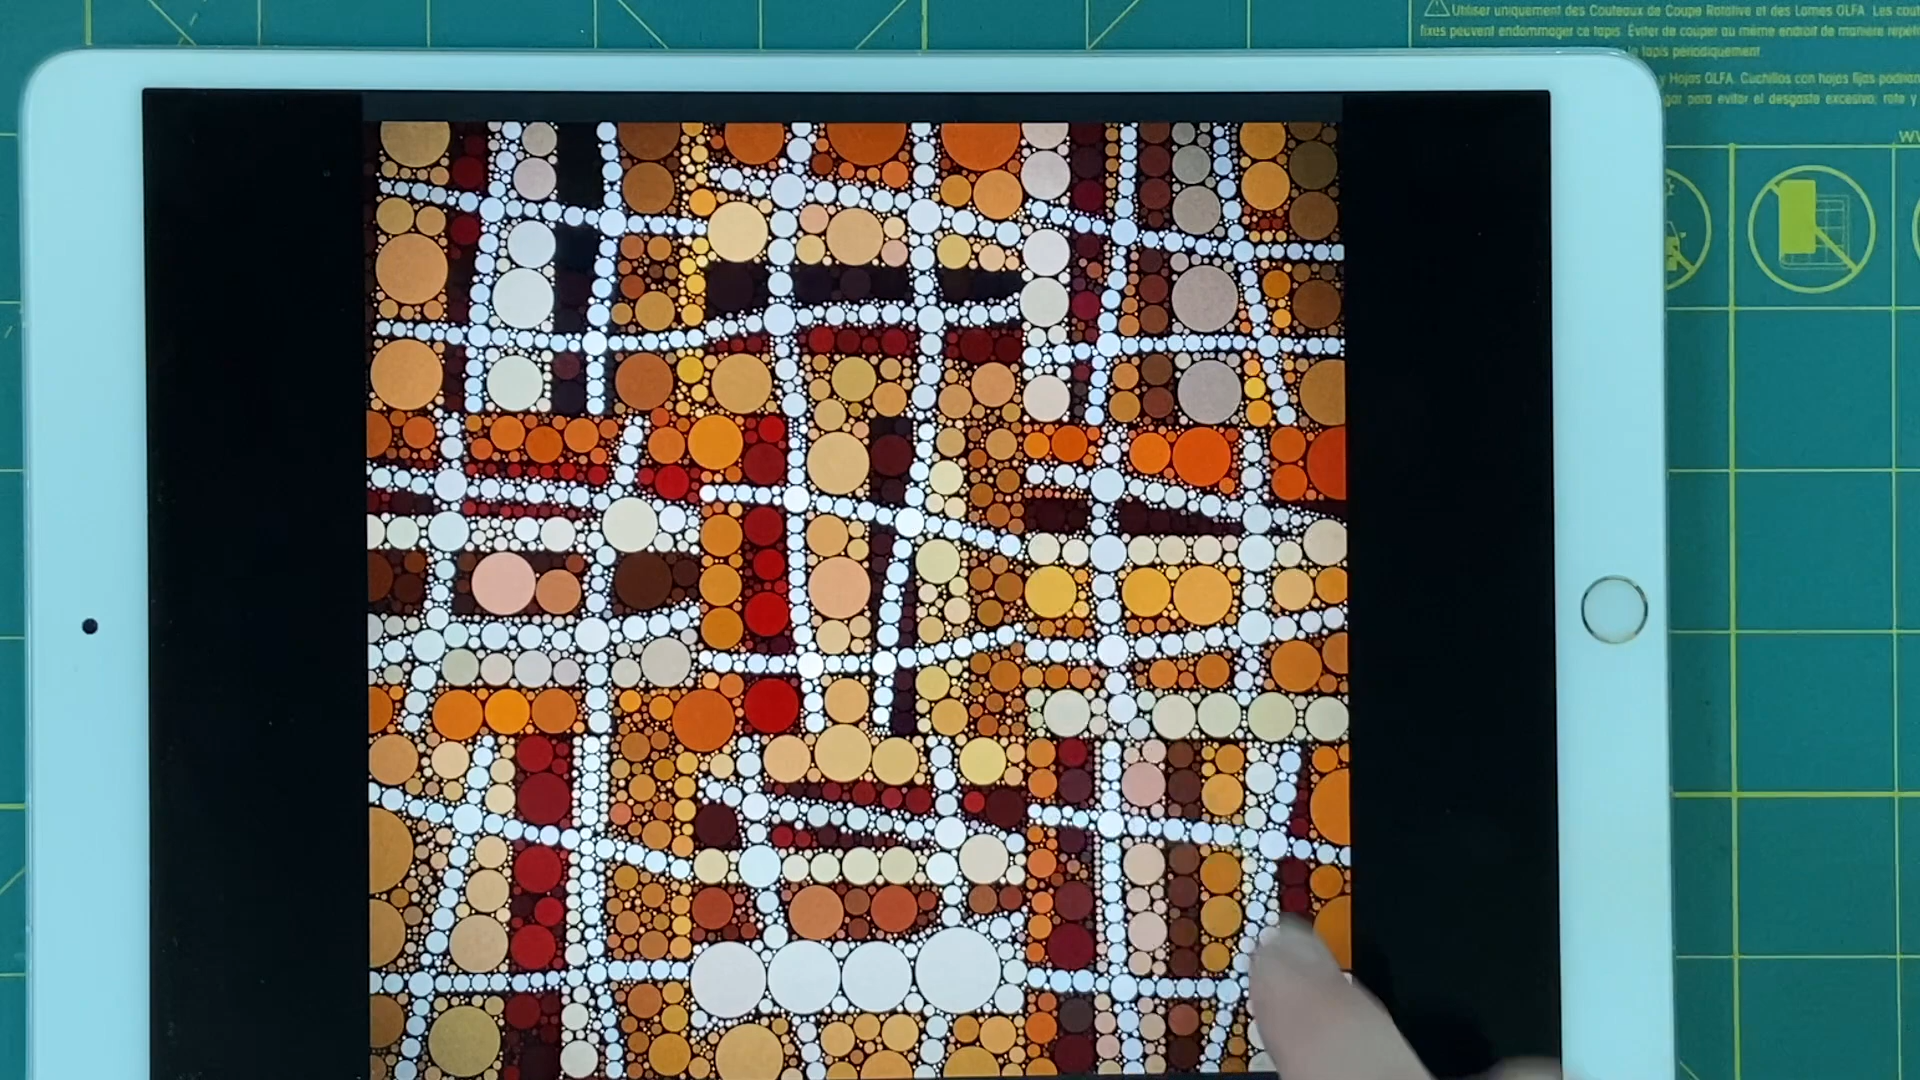 Utiliser uniquement des Couteaux de Coupe Rotative et des Lames OLFA. Les cout
fixes peuvent endommager ce tapis. Éviter de couper au même endroit de manière répét
le tapis périodiquement
y Hojas OLFA. Cuchillos con hojas fijas podrían
gar para evitar el desgaste excesivo, rote y